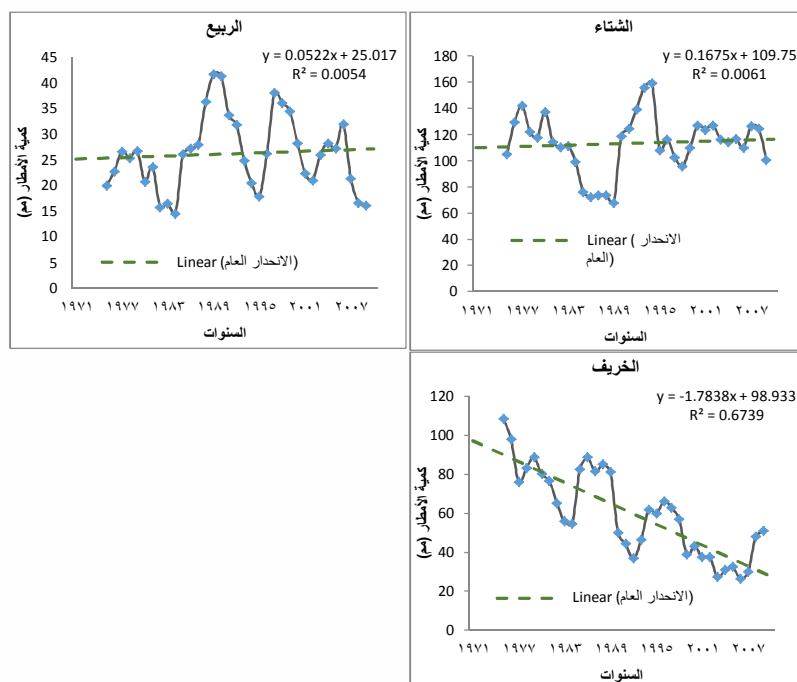 الربيع
y = 0.0522x + 25.017
R² = 0.0054
كمية الأمطار (مم)
45
40
35
30
25
20
15
10
5
0
Linear (الانحدار العام)
١٩٧١ ١٩٧٧ ١٩٨٣ ١٩٨٩ ١٩٩٥ ٢٠٠١ ٢٠٠٧
السنوات
الشتاء
y = 0.1675x + 109.75
R² = 0.0061
كمية الأمطار (مم)
180
160
140
120
100
80
60
40
20
0
Linear ( الانحدار
العام)
١٩٧١ ١٩٧٧ ١٩٨٣ ١٩٨٩ ١٩٩٥ ٢٠٠١ ٢٠٠٧
السنوات
الخريف
y = -1.7838x + 98.933
R² = 0.6739
كمية الأمطار (مم)
120
100
80
60
40
20
0
Linear (الانحدار العام)
١٩٧١ ١٩٧٧ ١٩٨٣ ١٩٨٩ ١٩٩٥ ٢٠٠١ ٢٠٠٧
السنوات